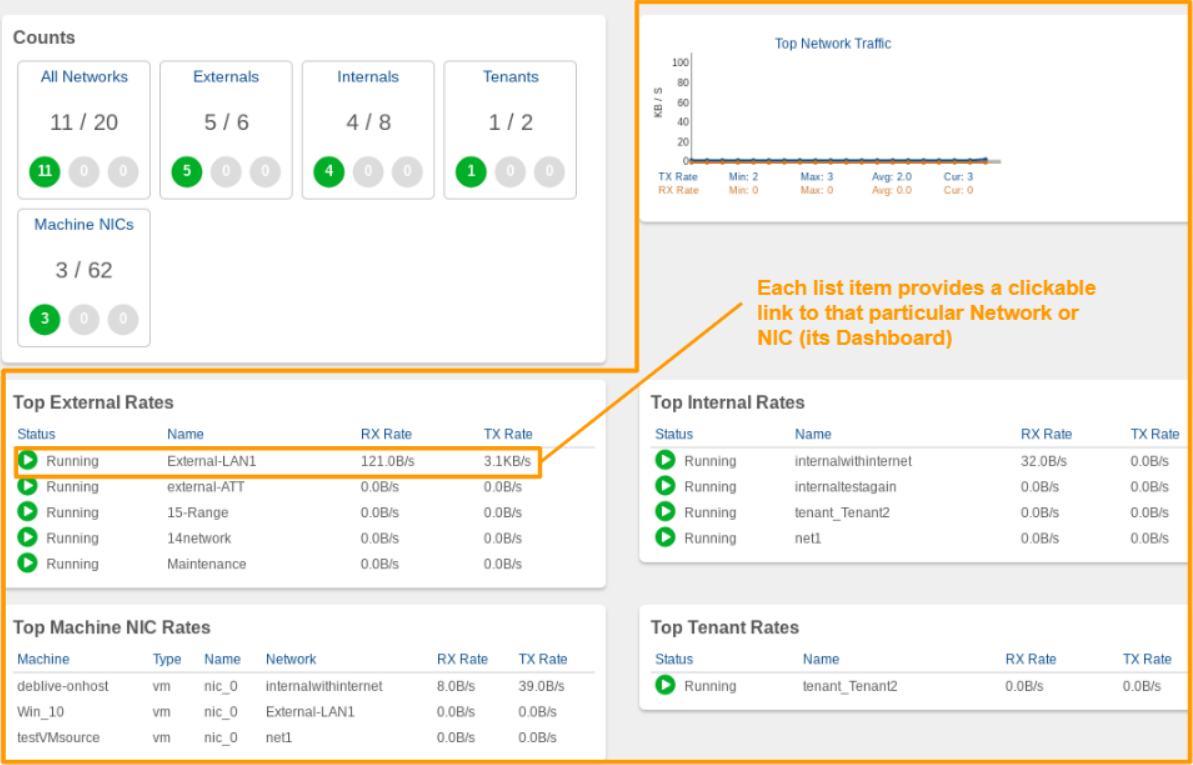 Counts
All Networks Externals Internals Tenants
11 / 20 5 / 6 4 / 8 1 / 2
11 0 0 5 0 0 4 0 0 1 0 0
Machine NICs
3 / 62
3 0 0
Top Network Traffic
KB / S
100
80
60
40
20
0
TX Rate Min: 2 Max: 3 Avg: 2.0 Cur: 3
RX Rate Min: 0 Max: 0 Avg: 0.0 Cur: 0
Each list item provides a clickable
link to that particular Network or
NIC (its Dashboard)
Top External Rates
Status Name RX Rate TX Rate
Running External-LAN1 121.0B/s 3.1KB/s
Running external-ATT 0.0B/s 0.0B/s
Running 15-Range 0.0B/s 0.0B/s
Running 14network 0.0B/s 0.0B/s
Running Maintenance 0.0B/s 0.0B/s
Top Internal Rates
Status Name RX Rate TX Rate
Running internalwithinternet 32.0B/s 0.0B/s
Running internaltestagain 0.0B/s 0.0B/s
Running tenant_Tenant2 0.0B/s 0.0B/s
Running net1 0.0B/s 0.0B/s
Top Machine NIC Rates
Machine Type Name Network RX Rate TX Rate
deblive-onhost vm nic_0 internalwithinternet 8.0B/s 39.0B/s
Win_10 vm nic_0 External-LAN1 0.0B/s 0.0B/s
testVMsource vm nic_0 net1 0.0B/s 0.0B/s
Top Tenant Rates
Status Name RX Rate TX Rate
Running tenant_Tenant2 0.0B/s 0.0B/s